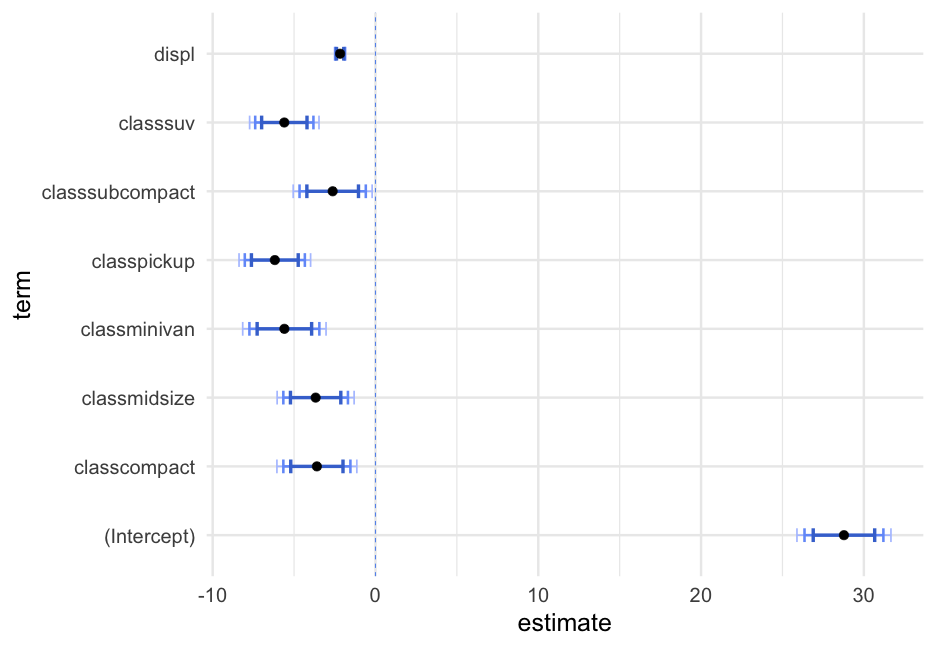 displ
classsuv
classsubcompact
classpickup
classminivan
classmidsize
classcompact
(Intercept)
term
-10 0 10 20 30
estimate